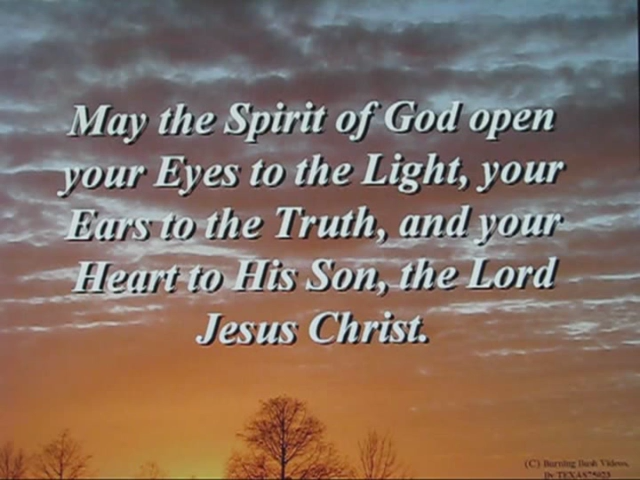 May the Spirit of God open
your Eyes to the Light, your
Ears to the Truth, and your
Heart to His Son, the Lord
Jesus Christ.
(C) Burning Bush Videos.